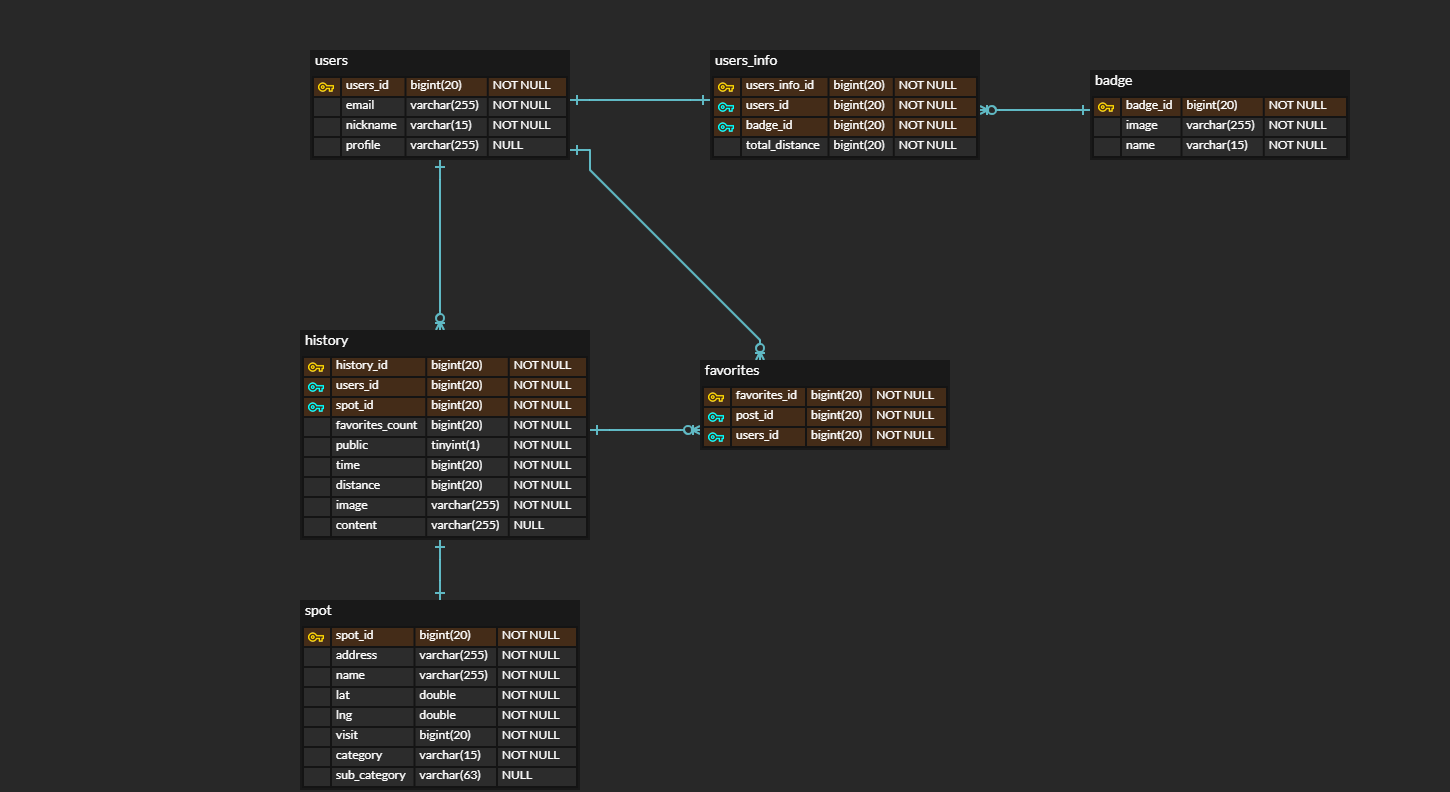 users
users_id bigint(20) NOT NULL
email varchar(255) NOT NULL
nickname varchar(15) NOT NULL
profile varchar(255) NULL
users_info
users_info_id bigint(20) NOT NULL
users_id bigint(20) NOT NULL
badge_id bigint(20) NOT NULL
total_distance bigint(20) NOT NULL
badge
badge_id bigint(20) NOT NULL
image varchar(255) NOT NULL
name varchar(15) NOT NULL
history
history_id bigint(20) NOT NULL
users_id bigint(20) NOT NULL
spot_id bigint(20) NOT NULL
favorites_count bigint(20) NOT NULL
public tinyint(1) NOT NULL
time bigint(20) NOT NULL
distance bigint(20) NOT NULL
image varchar(255) NOT NULL
content varchar(255) NULL
favorites
favorites_id bigint(20) NOT NULL
post_id bigint(20) NOT NULL
users_id bigint(20) NOT NULL
spot
spot_id bigint(20) NOT NULL
address varchar(255) NOT NULL
name varchar(255) NOT NULL
lat double NOT NULL
lng double NOT NULL
visit bigint(20) NOT NULL
category varchar(15) NOT NULL
sub_category varchar(63) NULL